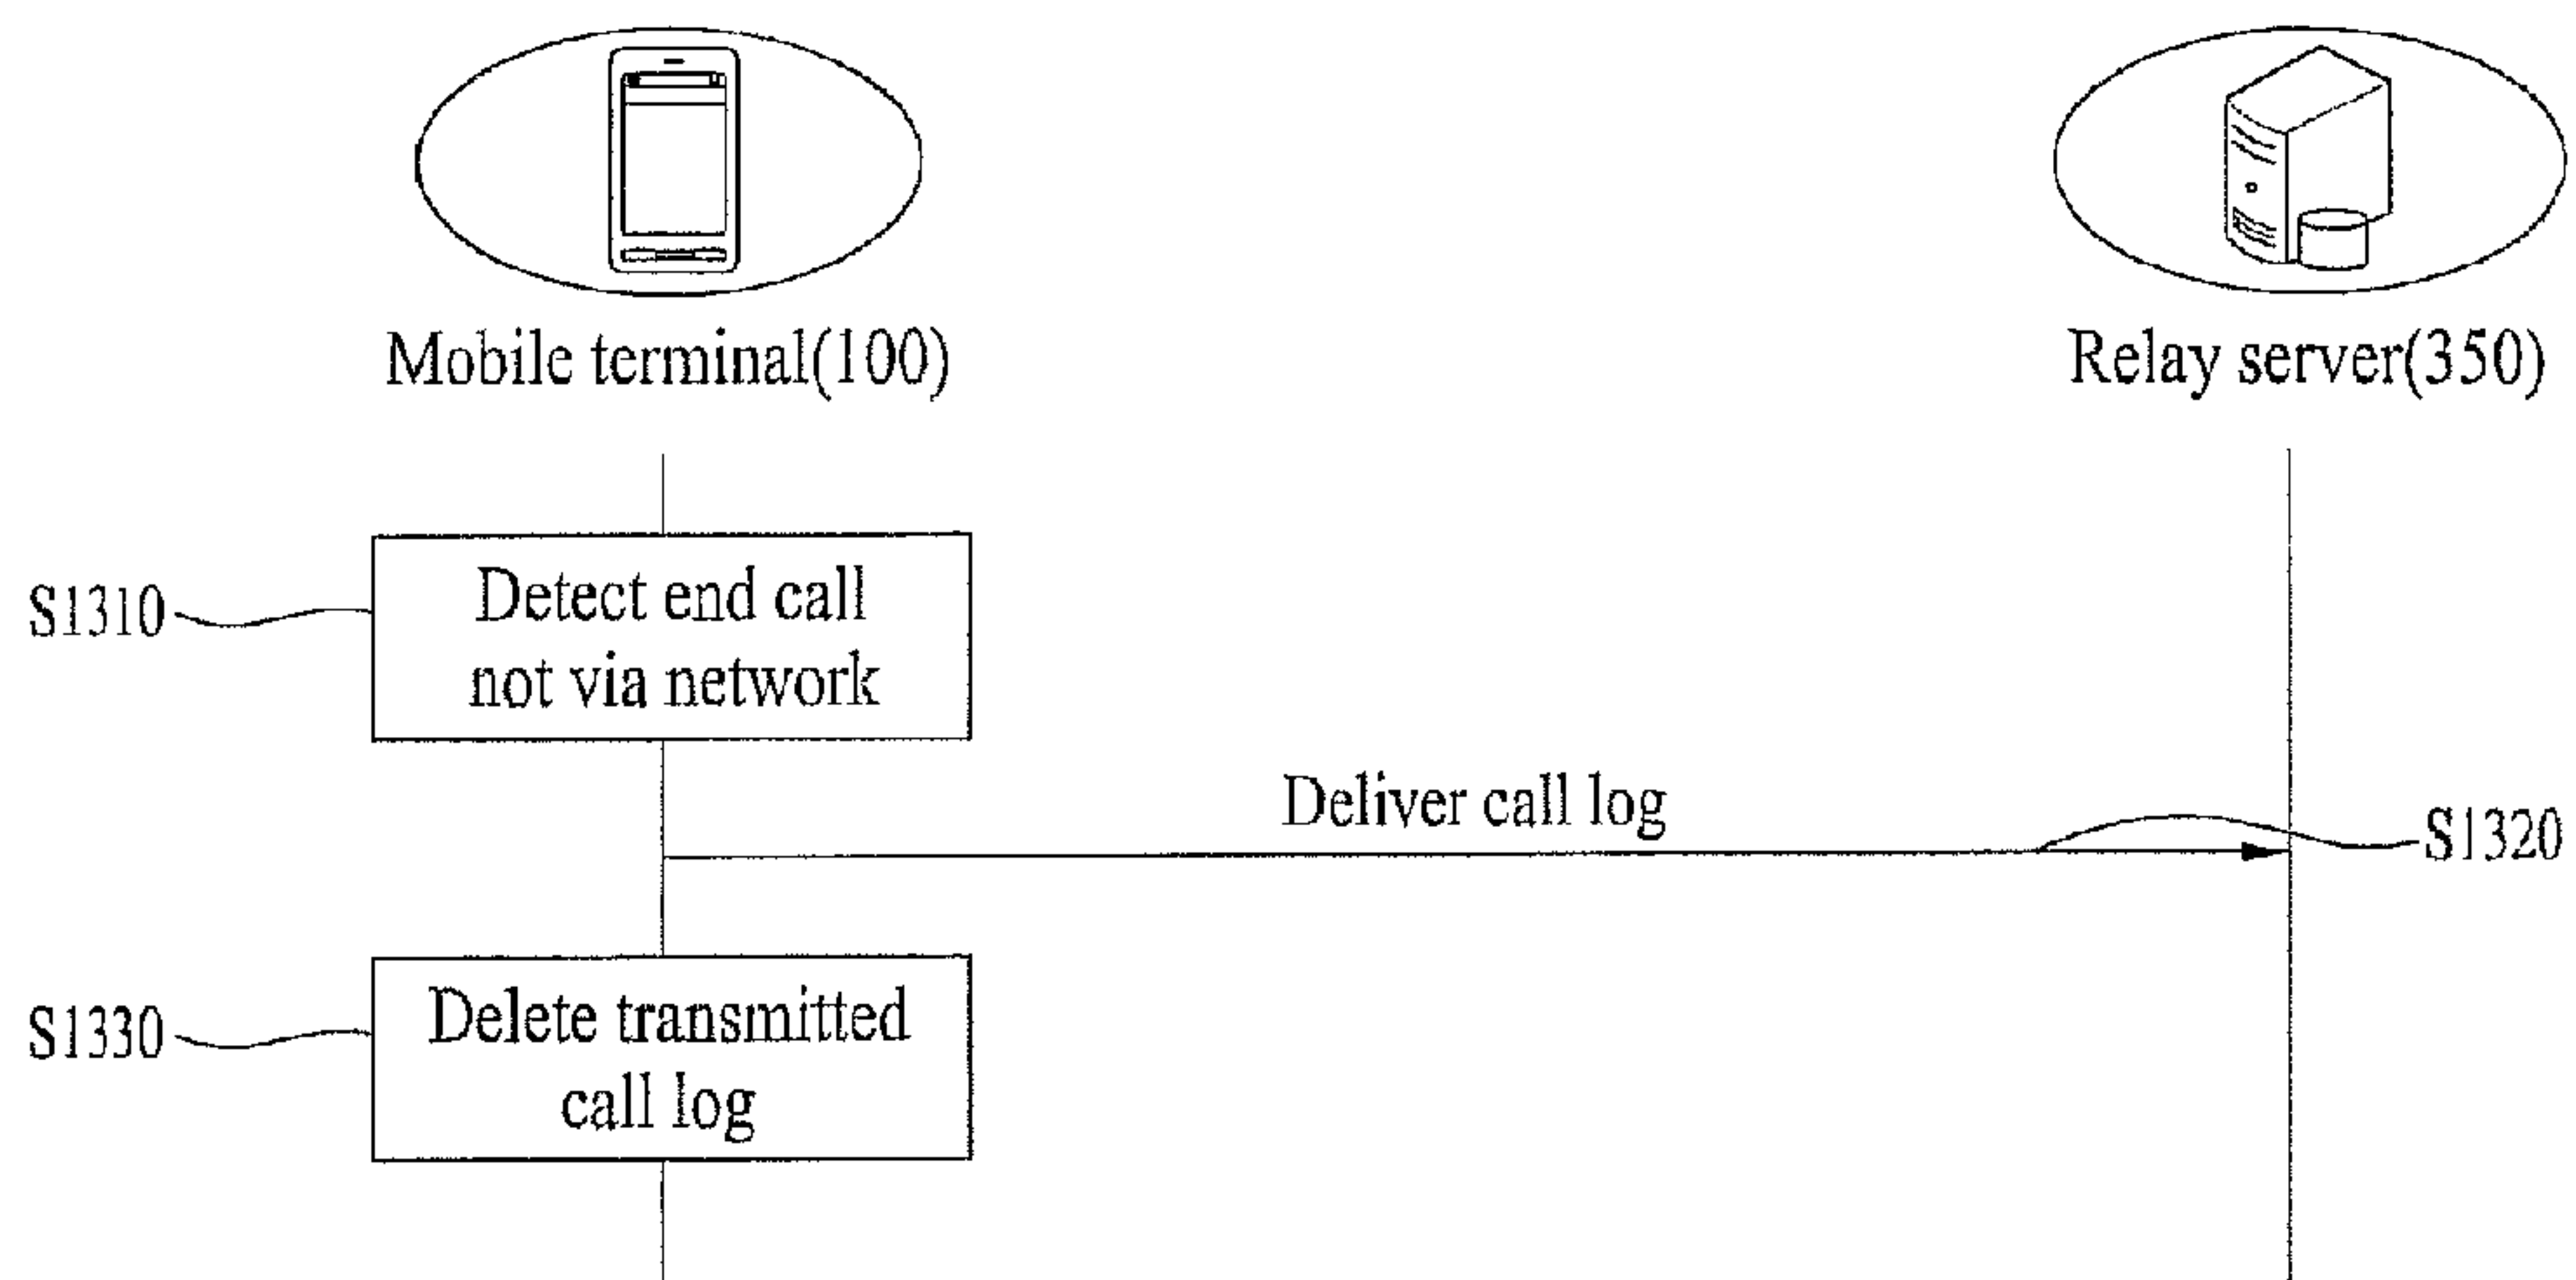 Mobile terminal(100)
Relay server(350)
S1310
Detect end call
not via network
Deliver call log
S1320
S1330
Delete transmitted
call log